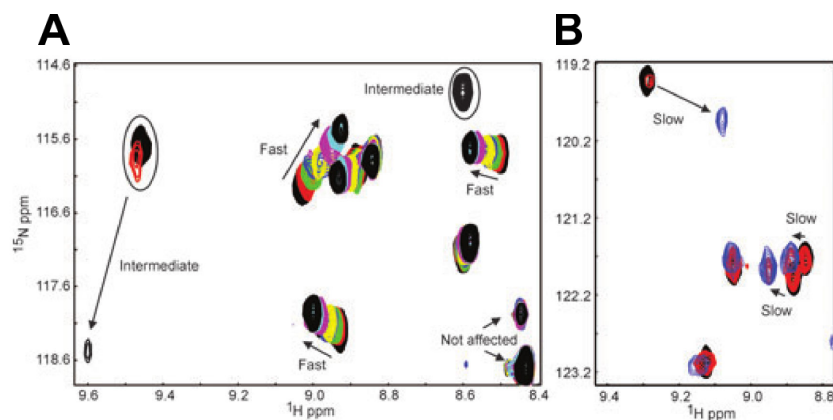 A
B
114.6
115.6
116.6
117.6
118.6
15N ppm
Intermediate
Fast
Fast
Intermediate
Not affected
Fast
9.6
9.4
9.2
9.0
8.8
8.6
8.4
1H ppm
119.2
120.2
121.2
122.2
123.2
Slow
Slow
Slow
9.4
9.2
9.0
8.8
1H ppm